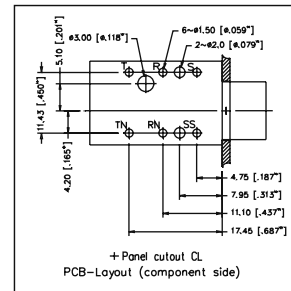 ø3.00 [ø.118"]
6-ø1.50 [ø.059"]
2-ø2.0 [ø.079"]
5.10 [.201"]
11.43 [.450"]
4.20 [.165"]
T R S
TN RN SS
4.75 [.187"]
7.95 [.313"]
11.10 [.437"]
17.45 [.687"]
+ Panel cutout CL
PCB-Layout (component side)